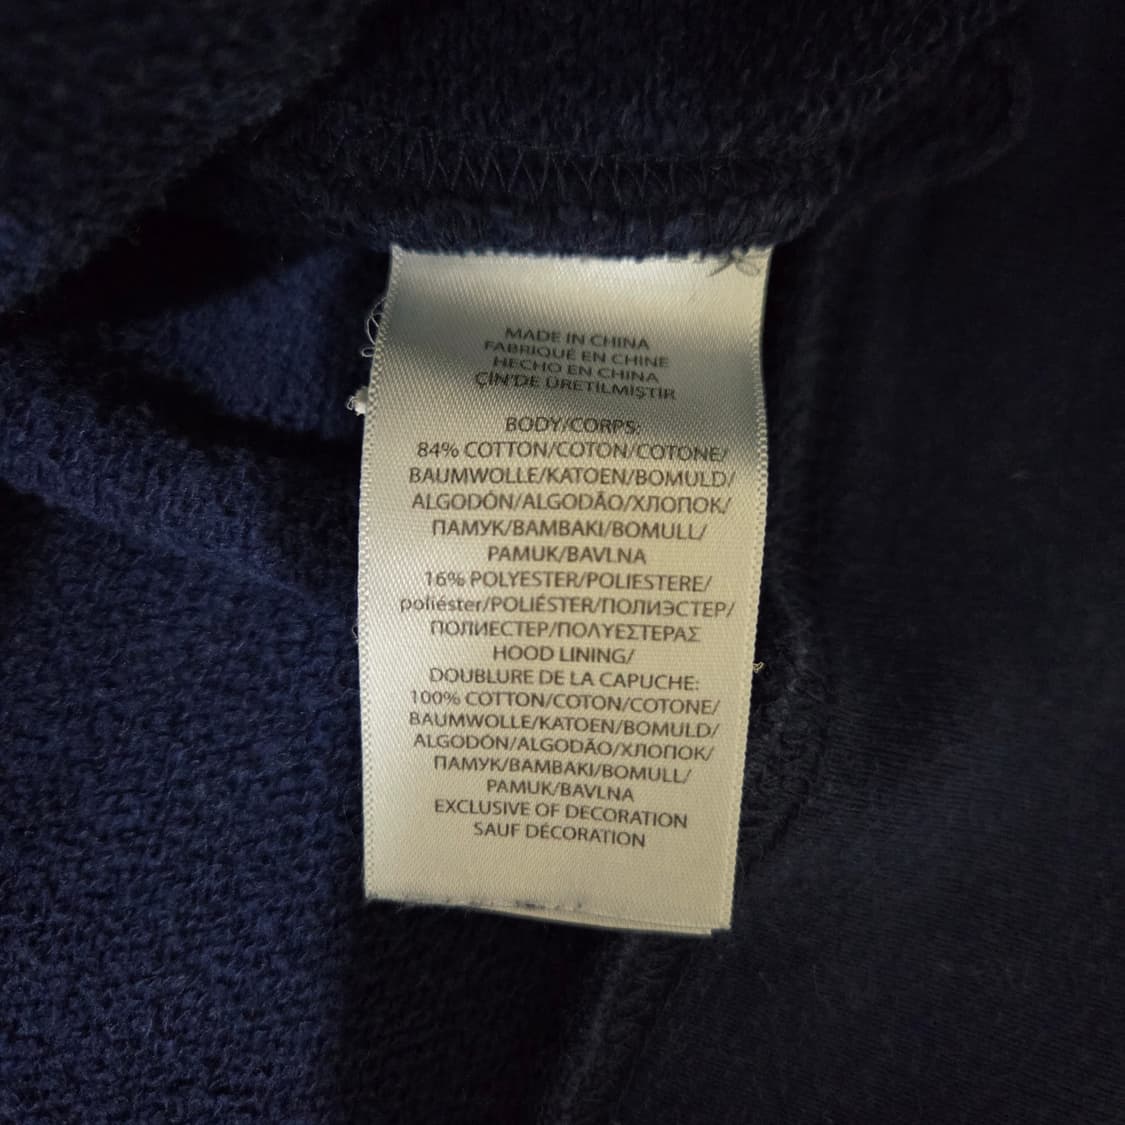 MADE IN CHINA
FABRIQUÉ EN CHINE
HECHO EN CHINA
ÇİN'DE ÜRETİLMİŞTİR
BODY/CORPS:
84% COTTON/COTON/COTONE/
BAUMWOLLE/KATOEN/BOMULD/
ALGODÓN/ALGODÃO/ХЛОПОК/
ПАМУК/ΒΑΜΒΑΚΙ/BOMULL/
PAMUK/BAVLNA
16% POLYESTER/POLIESTERE/
poliéster/POLIÉSTER/ПОЛИЭСТЕР/
ПОЛИЕСТЕР/ΠΟΛΥΕΣΤΕΡΑΣ
HOOD LINING/
DOUBLURE DE LA CAPUCHE:
100% COTTON/COTON/COTONE/
BAUMWOLLE/KATOEN/BOMULD/
ALGODÓN/ALGODÃO/ХЛОПОК/
ПАМУК/ΒΑΜΒΑΚΙ/BOMULL/
PAMUK/BAVLNA
EXCLUSIVE OF DECORATION
SAUF DÉCORATION